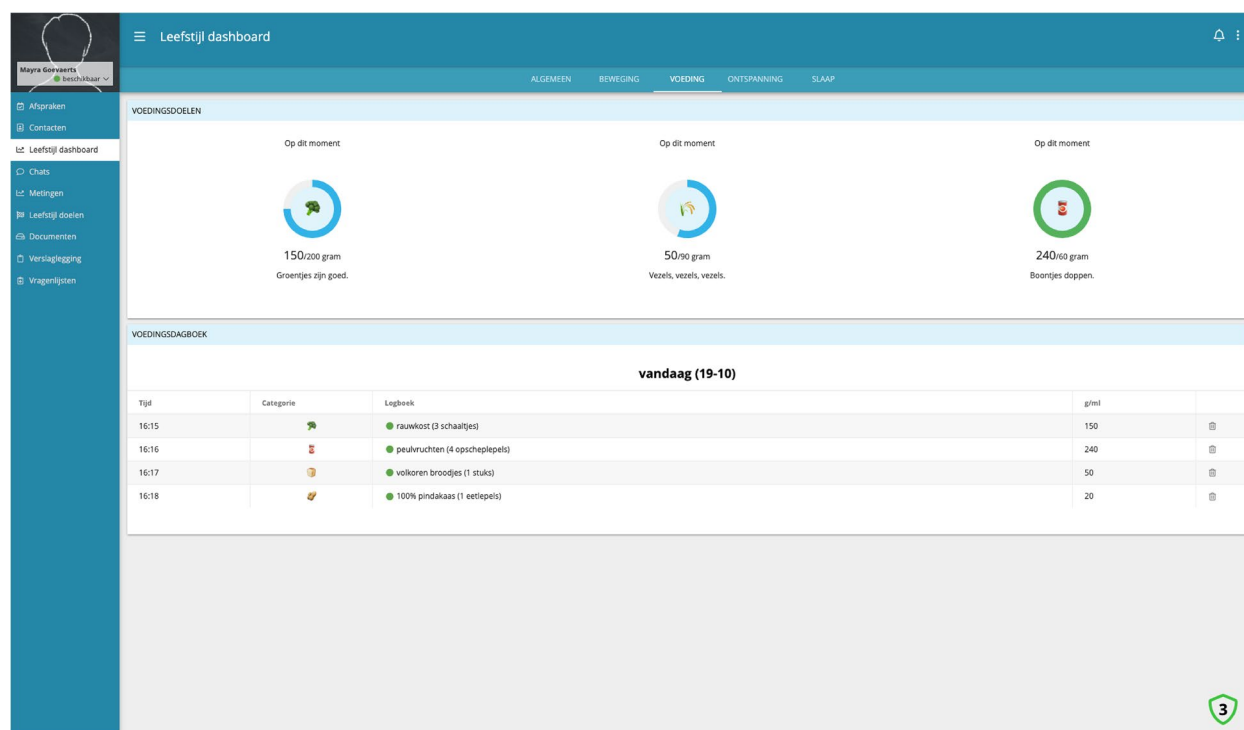 Leefstijl dashboard
Mayra Goevaerts
beschikbaar
ALGEMEEN BEWEGING VOEDING ONTSPANNING SLAAP
Afspraken
Contacten
Leefstijl dashboard
Chats
Metingen
Leefstijl doelen
Documenten
Verslaglegging
Vragenlijsten
VOEDINGSDOELEN
Op dit moment Op dit moment Op dit moment
150/200 gram 50/90 gram 240/60 gram
Groentjes zijn goed. Vezels, vezels, vezels. Boontjes doppen.
VOEDINGSDAGBOEK
vandaag (19-10)
Tijd Categorie Logboek g/ml
16:15 rauwkost (3 schaaltjes) 150
16:16 peulvruchten (4 opscheplepels) 240
16:17 volkoren broodjes (1 stuks) 50
16:18 100% pindakaas (1 eetlepels) 20
3